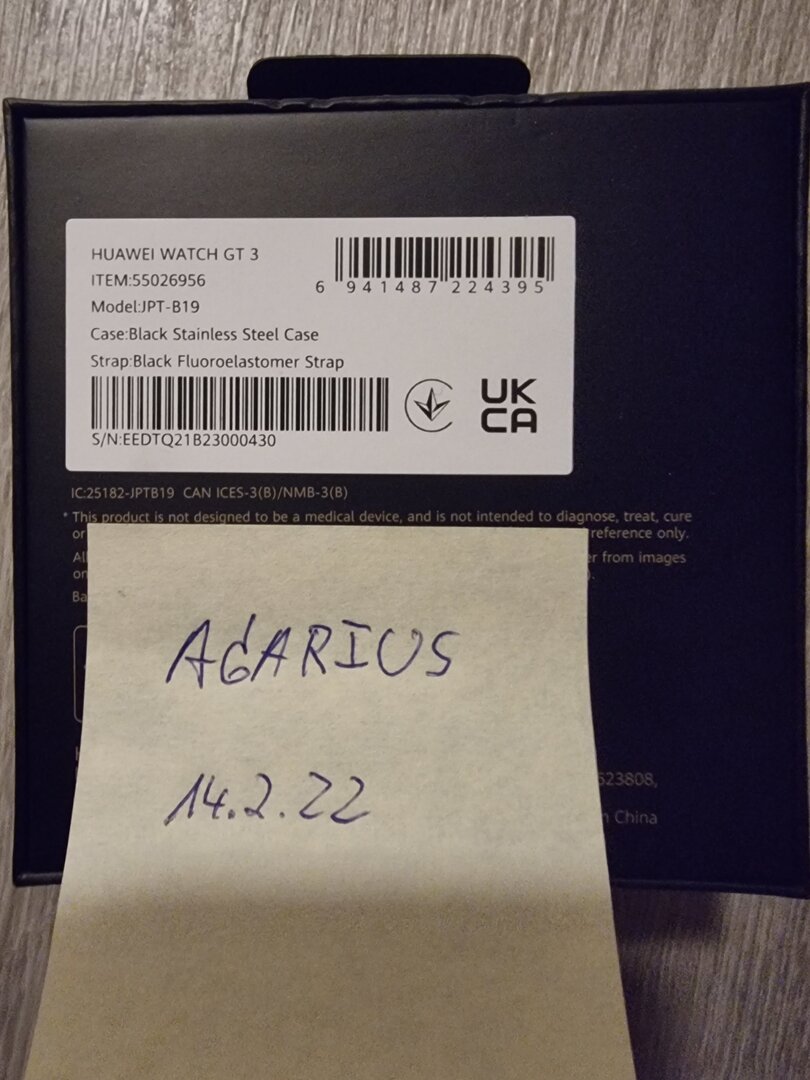 HUAWEI WATCH GT 3
ITEM:55026956
Model:JPT-B19
Case:Black Stainless Steel Case
Strap:Black Fluoroelastomer Strap
6 941487 224395
S/N:EEDTQ21B23000430
UK
CA
IC:25182-JPTB19 CAN ICES-3(B)/NMB-3(B)
* This product is not designed to be a medical device, and is not intended to diagnose, treat, cure
or reference only.
from images
AGARIUS
14.2.22
523808,
China